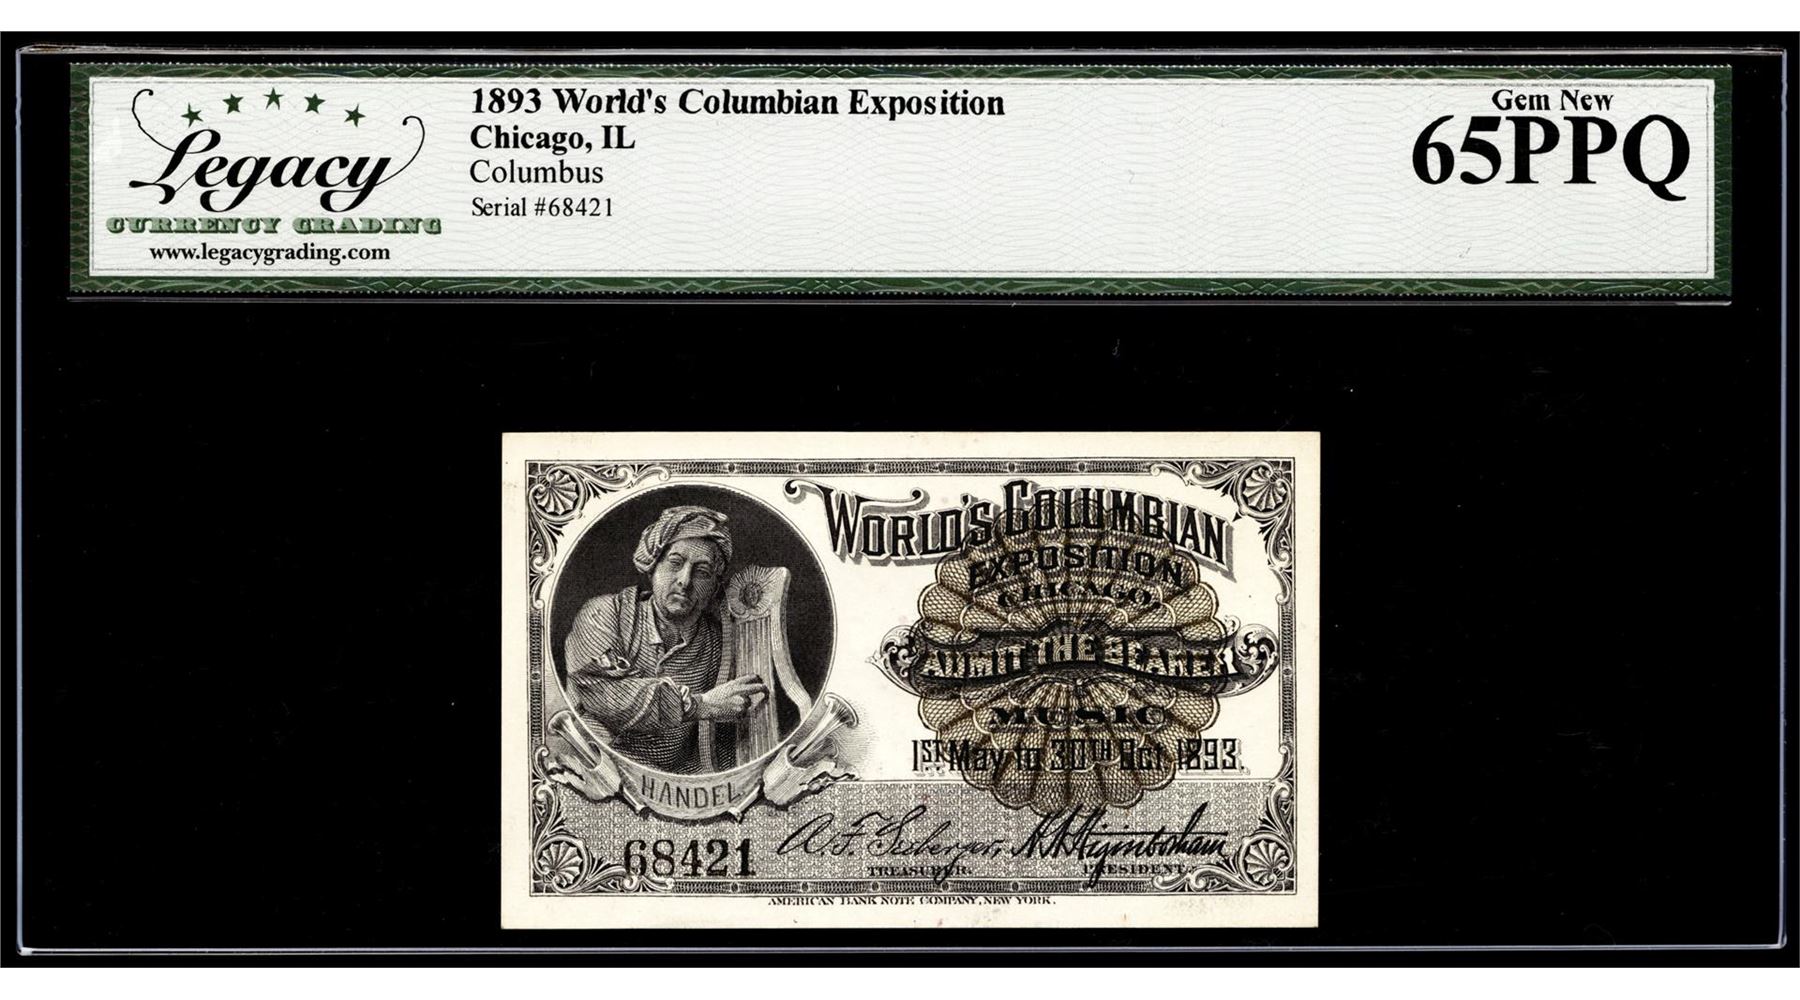 Legacy
CURRENCY GRADING
www.legacygrading.com
1893 World's Columbian Exposition
Chicago, IL
Columbus
Serial #68421
Gem New
65PPQ
WORLD'S COLUMBIAN
EXPOSITION
CHICAGO,
ADMIT THE BEARER
MUSIC
1ST May to 30TH Oct. 1893.
HANDEL.
68421
A. F. Seeberger,
TREASURER.
PRESIDENT.
AMERICAN BANK NOTE COMPANY, NEW YORK.